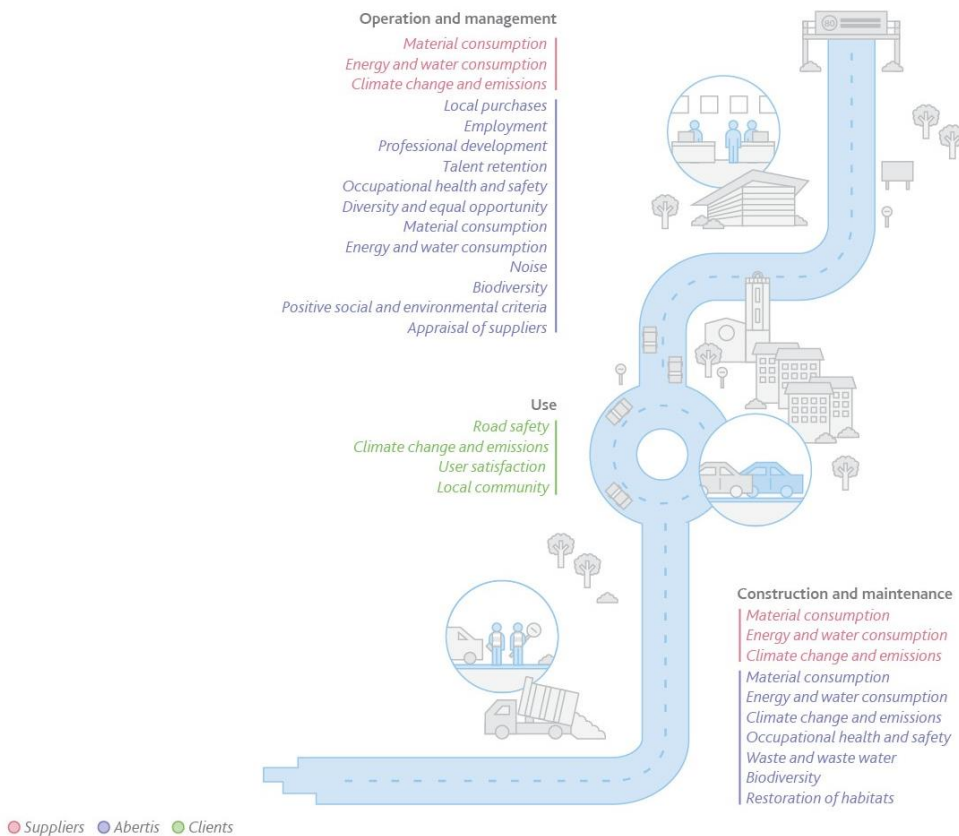 Operation and management
Material consumption
Energy and water consumption
Climate change and emissions
Local purchases
Employment
Professional development
Talent retention
Occupational health and safety
Diversity and equal opportunity
Material consumption
Energy and water consumption
Noise
Biodiversity
Positive social and environmental criteria
Appraisal of suppliers
80
Use
Road safety
Climate change and emissions
User satisfaction
Local community
Construction and maintenance
Material consumption
Energy and water consumption
Climate change and emissions
Material consumption
Energy and water consumption
Climate change and emissions
Occupational health and safety
Waste and waste water
Biodiversity
Restoration of habitats
Suppliers Abertis Clients